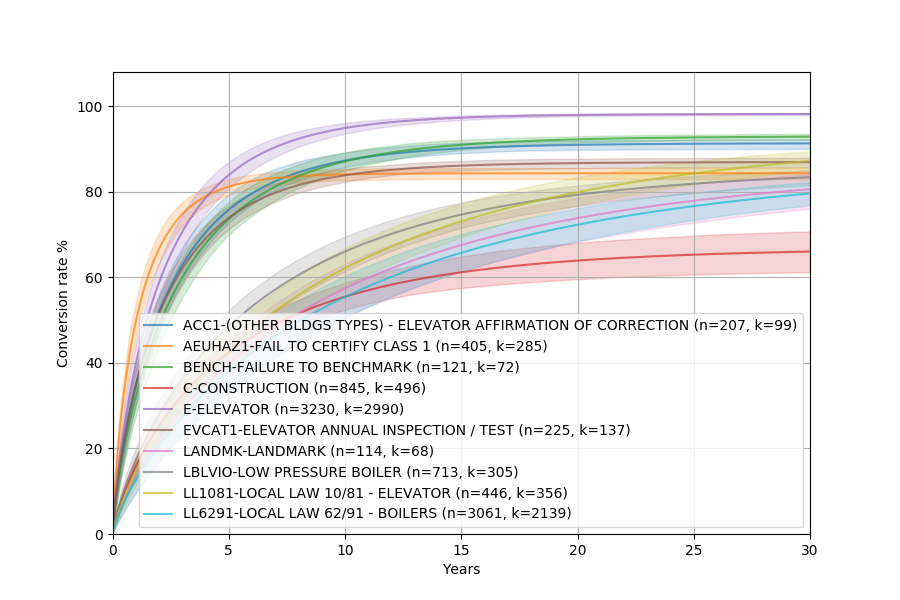 100
80
60
40
20
0
Conversion rate %
ACC1-(OTHER BLDGS TYPES) - ELEVATOR AFFIRMATION OF CORRECTION (n=207, k=99)
AEUHAZ1-FAIL TO CERTIFY CLASS 1 (n=405, k=285)
BENCH-FAILURE TO BENCHMARK (n=121, k=72)
C-CONSTRUCTION (n=845, k=496)
E-ELEVATOR (n=3230, k=2990)
EVCAT1-ELEVATOR ANNUAL INSPECTION / TEST (n=225, k=137)
LANDMK-LANDMARK (n=114, k=68)
LBLVIO-LOW PRESSURE BOILER (n=713, k=305)
LL1081-LOCAL LAW 10/81 - ELEVATOR (n=446, k=356)
LL6291-LOCAL LAW 62/91 - BOILERS (n=3061, k=2139)
0 5 10 15 20 25 30
Years